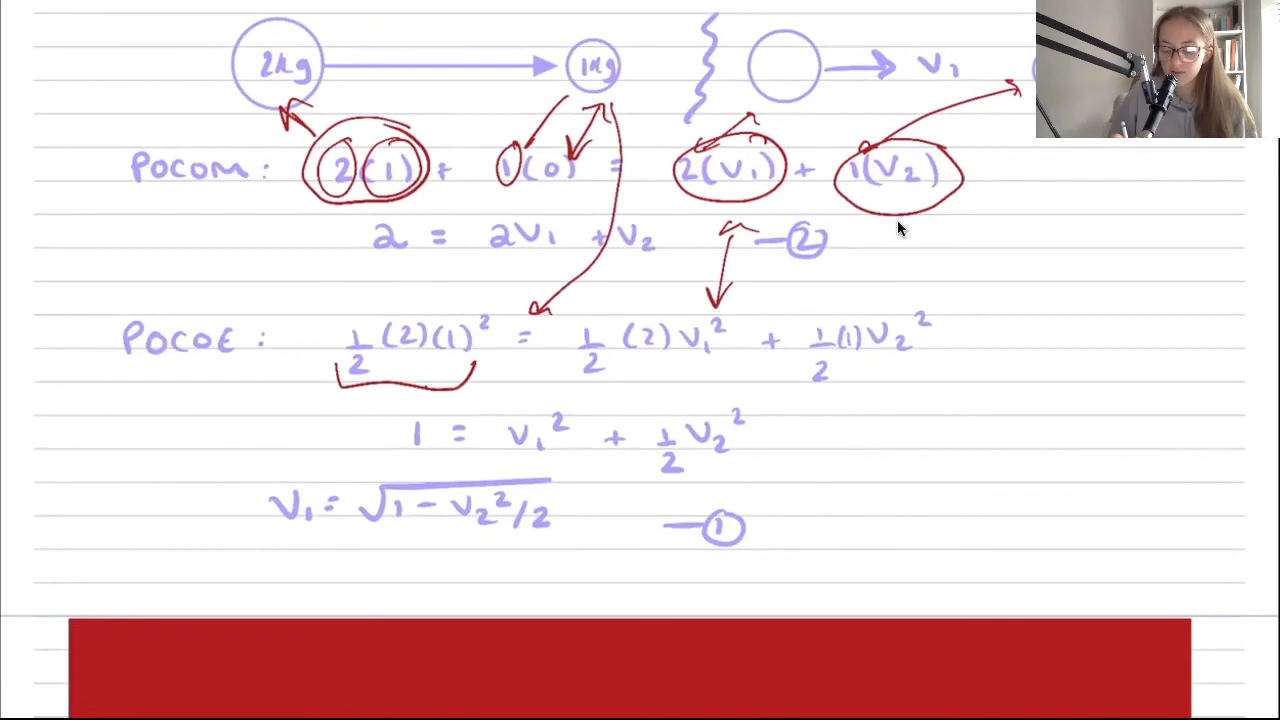 2kg 1kg V₁
POCOM: 2(1) + 1(0) = 2(V₁) + 1(V₂)
2 = 2V₁ + V₂ —②
POCOE: 1/2 (2)(1)² = 1/2 (2)V₁² + 1/2 (1)V₂²
1 = V₁² + 1/2 V₂²
V₁ = √(1 - V₂²/2) —①